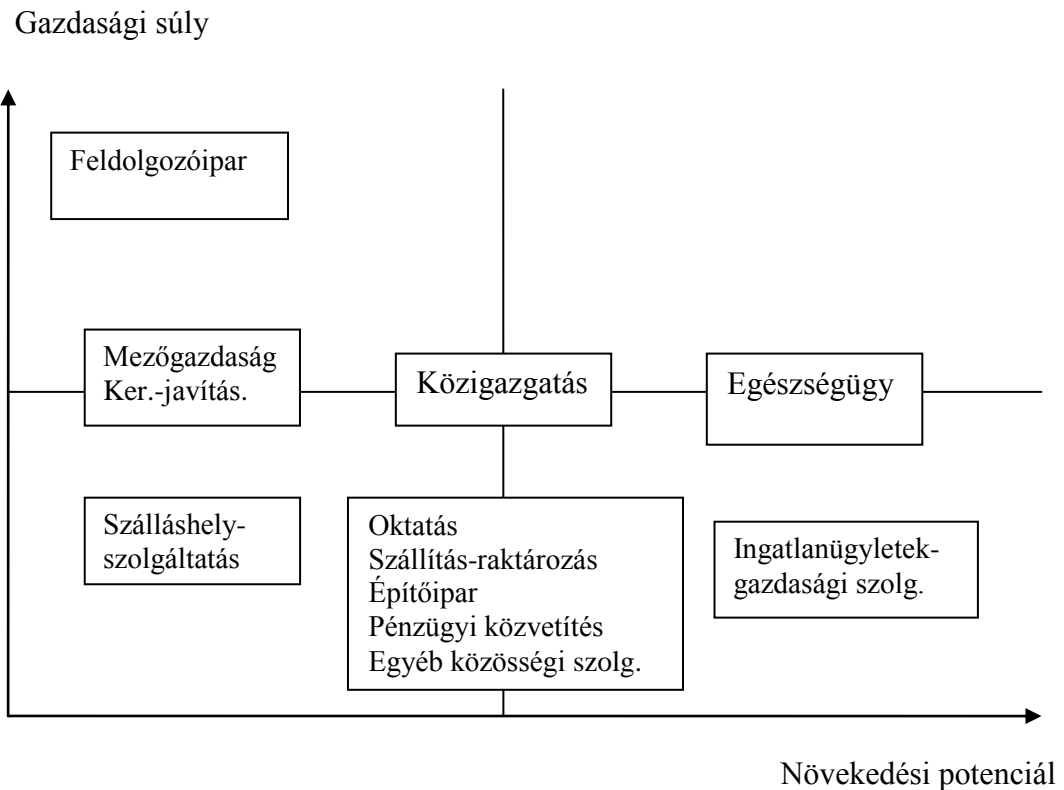 Gazdasági súly
Feldolgozóipar
Mezőgazdaság
Ker.-javítás.
Közigazgatás
Egészségügy
Szálláshely-
szolgáltatás
Oktatás
Szállítás-raktározás
Építőipar
Pénzügyi közvetítés
Egyéb közösségi szolg.
Ingatlanügyletek-
gazdasági szolg.
Növekedési potenciál